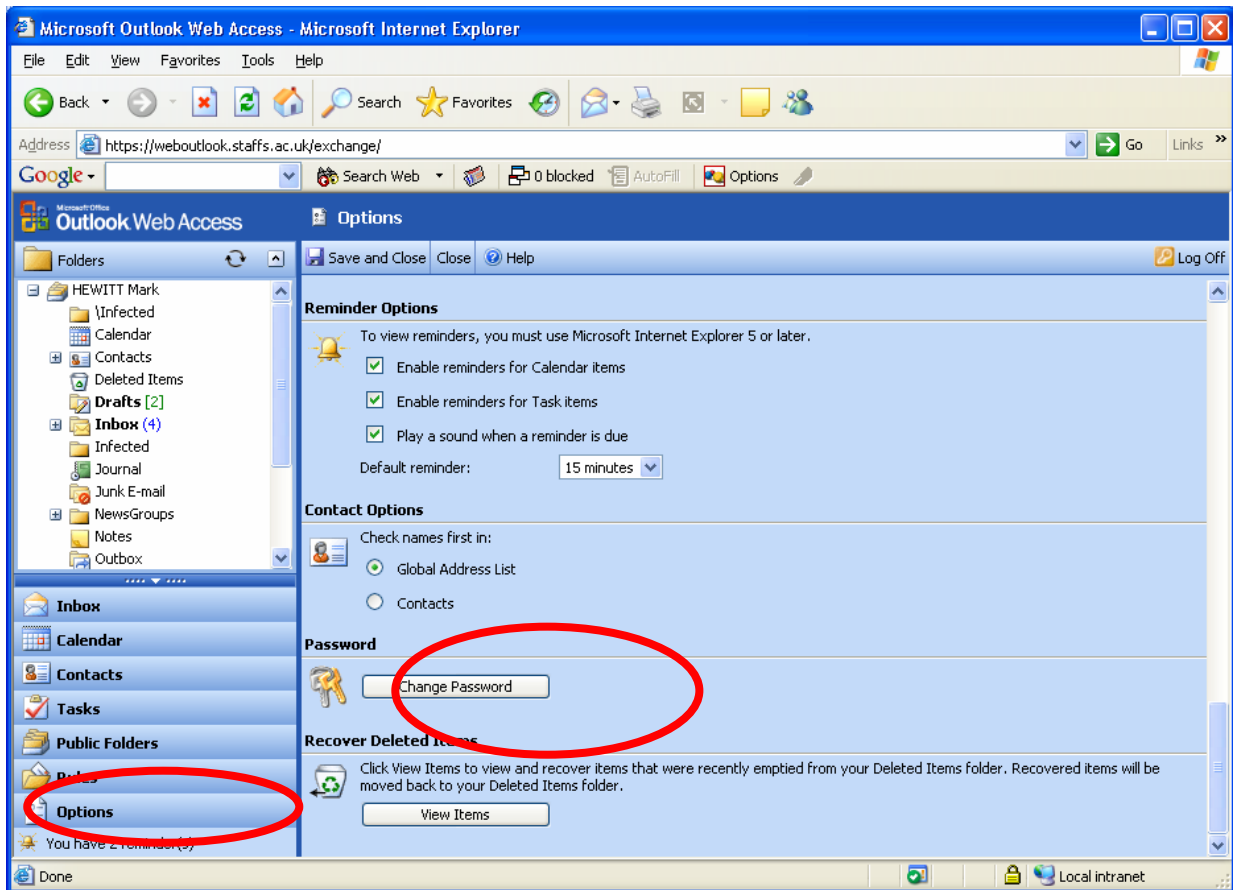 Microsoft Outlook Web Access - Microsoft Internet Explorer
File Edit View Favorites Tools Help
Back Search Favorites
Address https://weboutlook.staffs.ac.uk/exchange/ Go Links »
Google Search Web 0 blocked AutoFill Options
Microsoft Office
Outlook Web Access
Options
Folders
Save and Close Close Help Log Off
HEWITT Mark
\Infected
Calendar
Contacts
Deleted Items
Drafts [2]
Inbox (4)
Infected
Journal
Junk E-mail
NewsGroups
Notes
Outbox
Inbox
Calendar
Contacts
Tasks
Public Folders
Rules
Options
You have 2 reminder(s)
Reminder Options
To view reminders, you must use Microsoft Internet Explorer 5 or later.
Enable reminders for Calendar items
Enable reminders for Task items
Play a sound when a reminder is due
Default reminder: 15 minutes
Contact Options
Check names first in:
Global Address List
Contacts
Password
Change Password
Recover Deleted Items
Click View Items to view and recover items that were recently emptied from your Deleted Items folder. Recovered items will be
moved back to your Deleted Items folder.
View Items
Done Local intranet